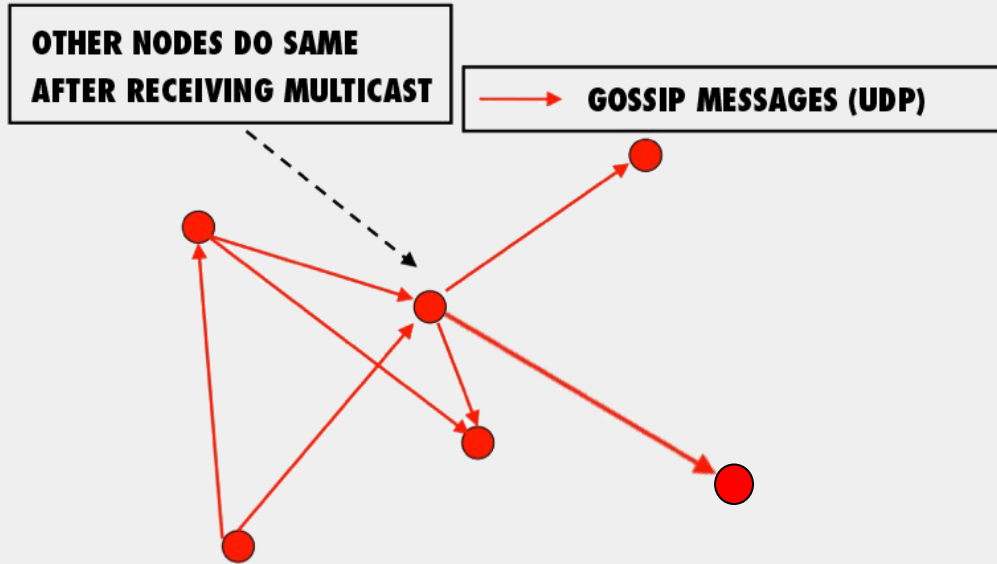 OTHER NODES DO SAME
AFTER RECEIVING MULTICAST
GOSSIP MESSAGES (UDP)